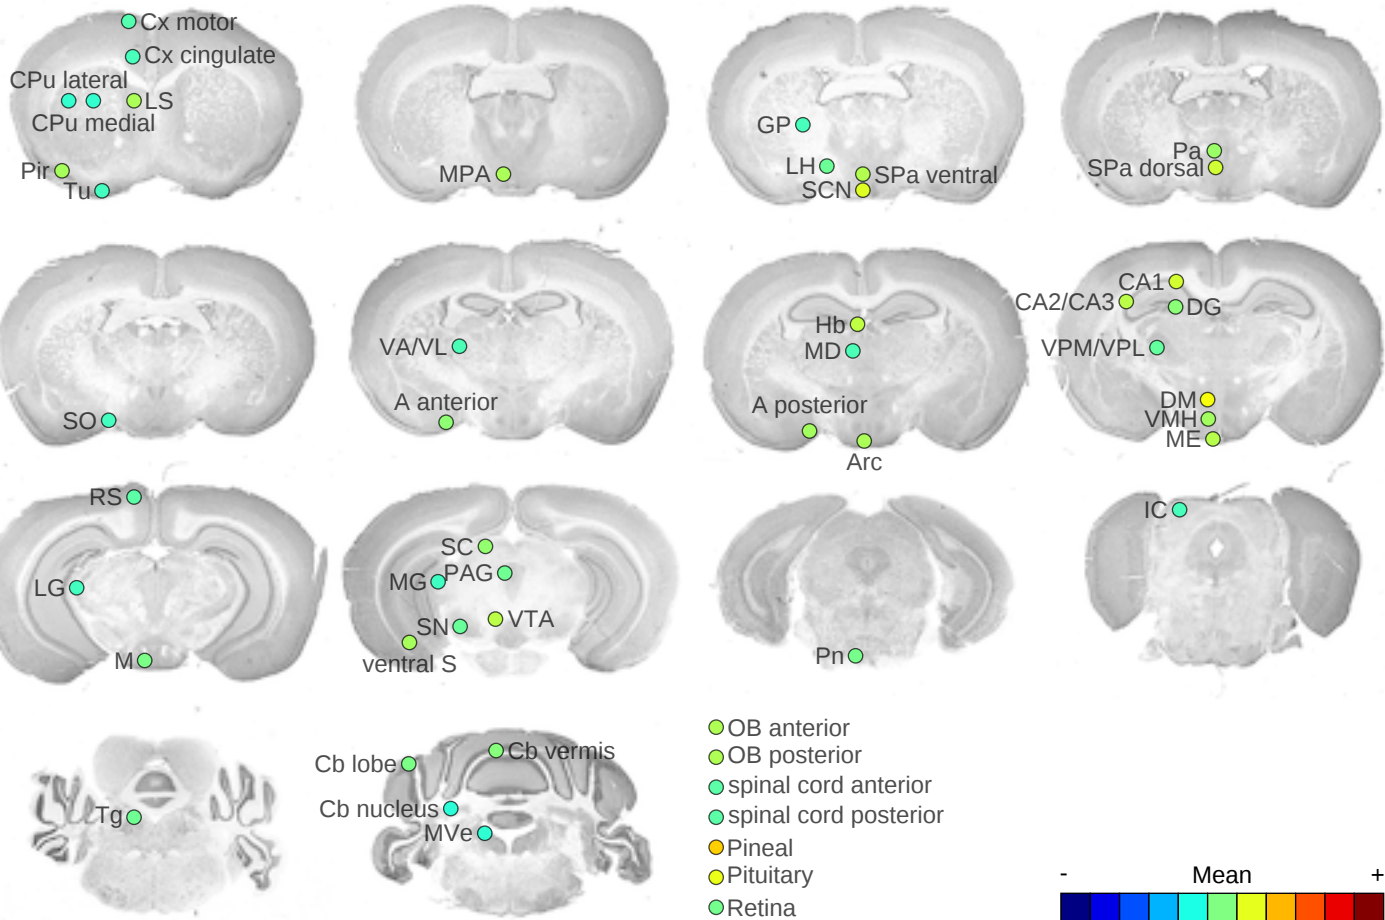 Cx motor
Cx cingulate
CPu lateral
LS
CPu medial
Pir
Tu
MPA
GP
LH
SPa ventral
SCN
Pa
SPa dorsal
SO
VA/VL
A anterior
Hb
MD
A posterior
Arc
CA1
CA2/CA3
DG
VPM/VPL
DM
VMH
ME
RS
LG
M
SC
PAG
MG
SN
VTA
ventral S
Pn
IC
Tg
Cb vermis
Cb lobe
Cb nucleus
MVe
OB anterior
OB posterior
spinal cord anterior
spinal cord posterior
Pineal
Pituitary
Retina
- Mean +